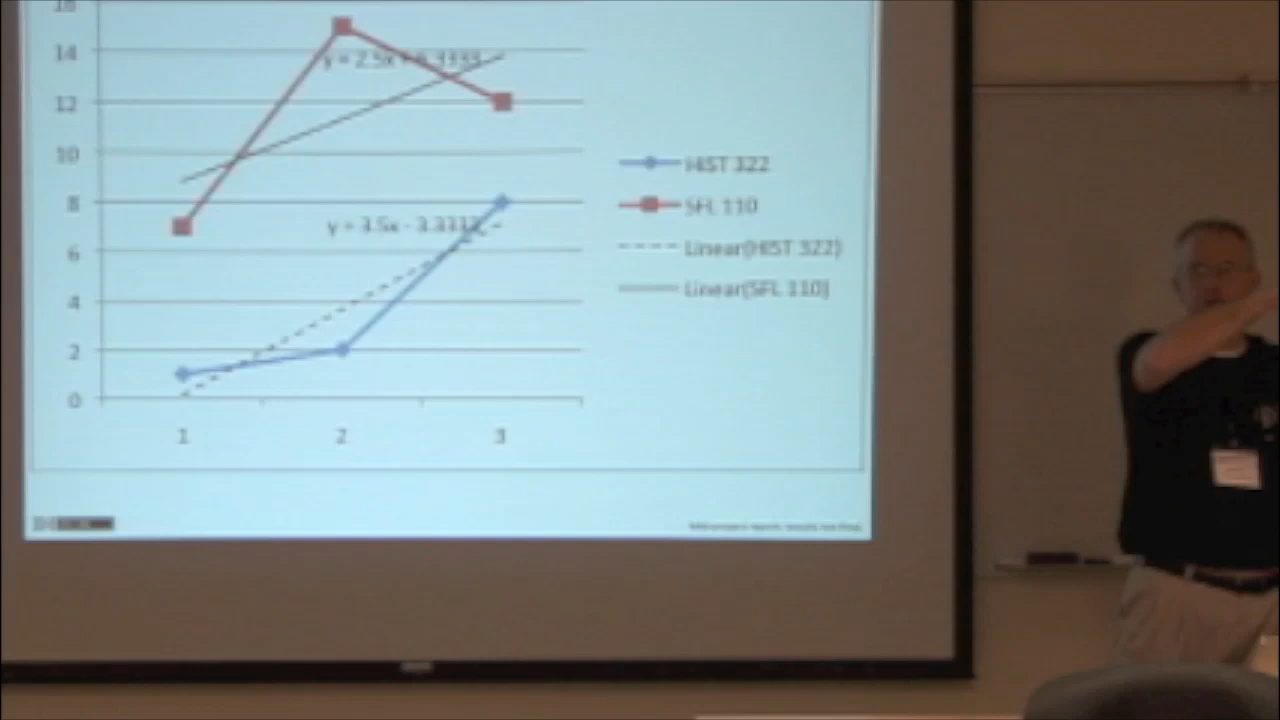 16
14
y = 2.5x + 6.3333
12
10
HIST 322
SFL 110
8
y = 3.5x - 3.3333
Linear(HIST 322)
6
Linear(SFL 110)
4
2
0
1 2 3